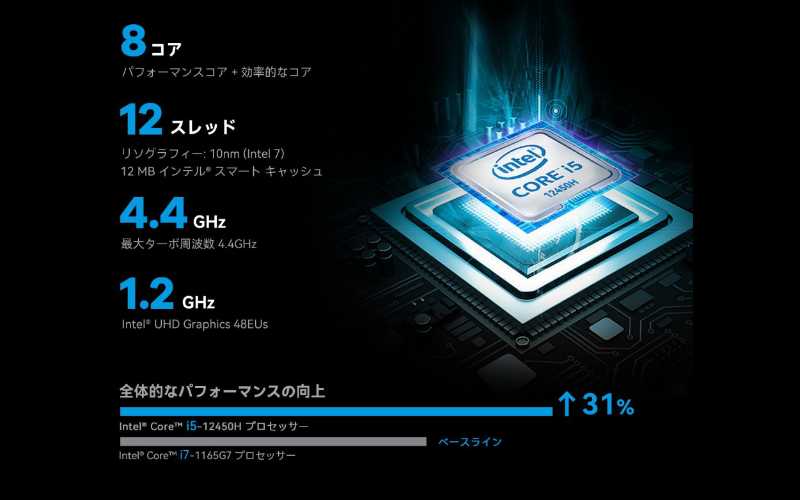 8 コア
パフォーマンスコア + 効率的なコア
12 スレッド
リソグラフィー: 10nm (Intel 7)
12 MB インテル® スマート キャッシュ
4.4 GHz
最大ターボ周波数 4.4GHz
1.2 GHz
Intel® UHD Graphics 48EUs
intel
CORE i5
12450H
全体的なパフォーマンスの向上
↑31%
Intel® Core™ i5-12450H プロセッサー
ベースライン
Intel® Core™ i7-1165G7 プロセッサー